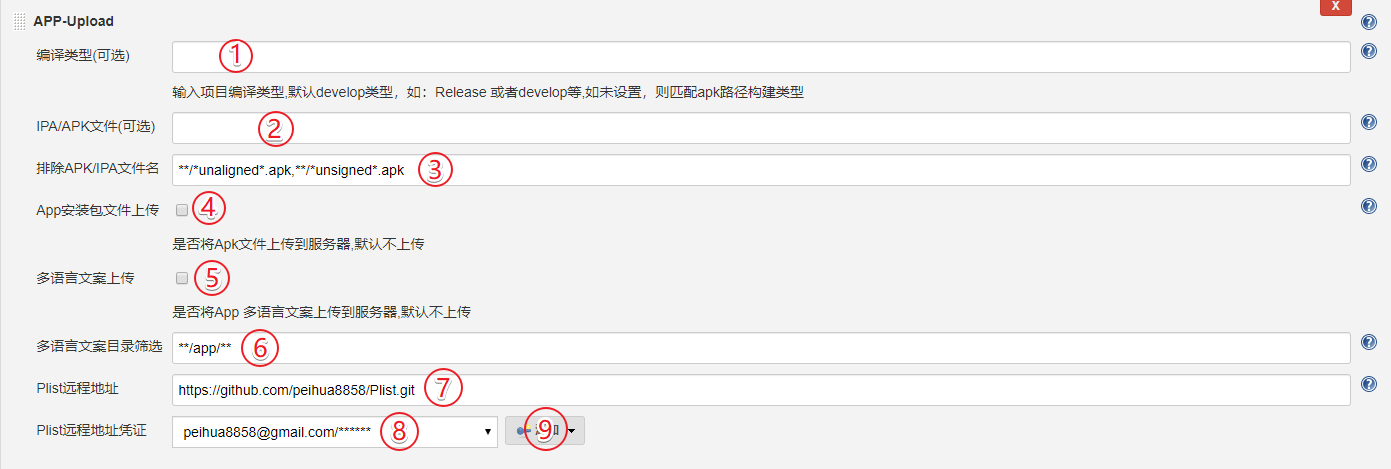 X
APP-Upload
编译类型(可选) ①
输入项目编译类型,默认develop类型，如：Release 或者develop等,如未设置，则匹配apk路径构建类型
IPA/APK文件(可选) ②
排除APK/IPA文件名 **/*unaligned*.apk,**/*unsigned*.apk ③
App安装包文件上传 ④
是否将Apk文件上传到服务器,默认不上传
多语言文案上传 ⑤
是否将App 多语言文案上传到服务器,默认不上传
多语言文案目录筛选 **/app/** ⑥
Plist远程地址 https://github.com/peihua8858/Plist.git ⑦
Plist远程地址凭证 peihua8858@gmail.com/****** ⑧ ⑨